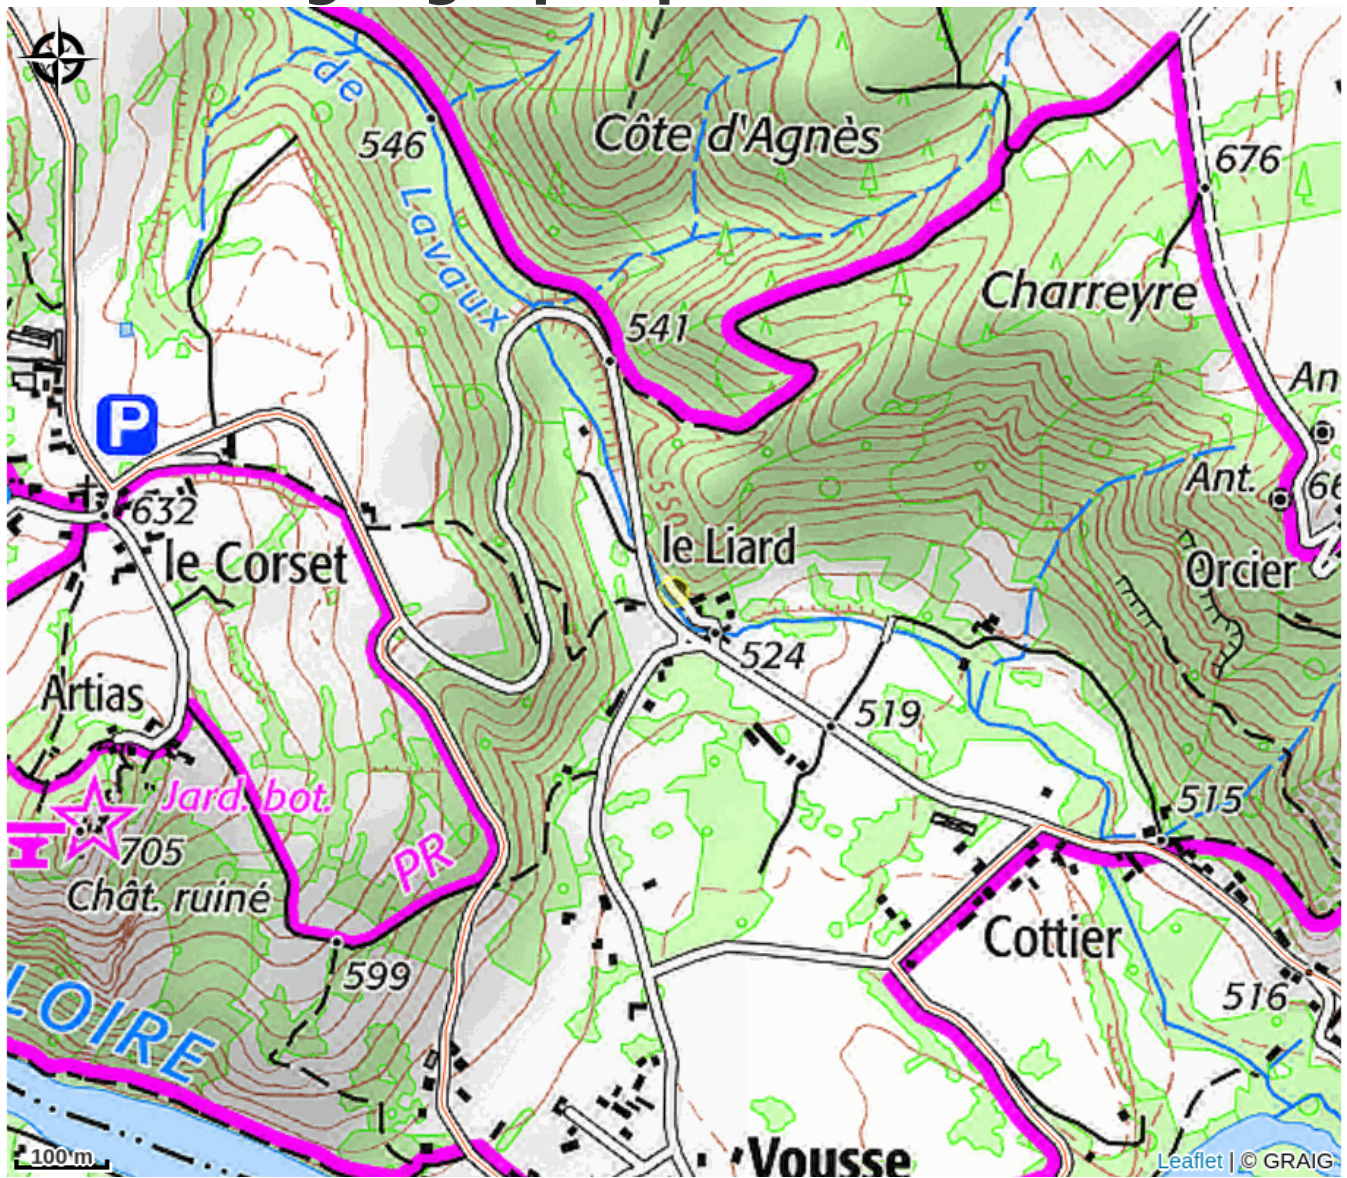 de
546
Côte d'Agnès
676
Lavaux
Charreyre
541
An
P
Ant.
66
632
le Liard
le Corset
Orcier
524
Artias
519
Jard. bot.
515
705
PR
Chât. ruiné
Cottier
599
516
LOIRE
Vousse
100 m
Leaflet | © GRAIG